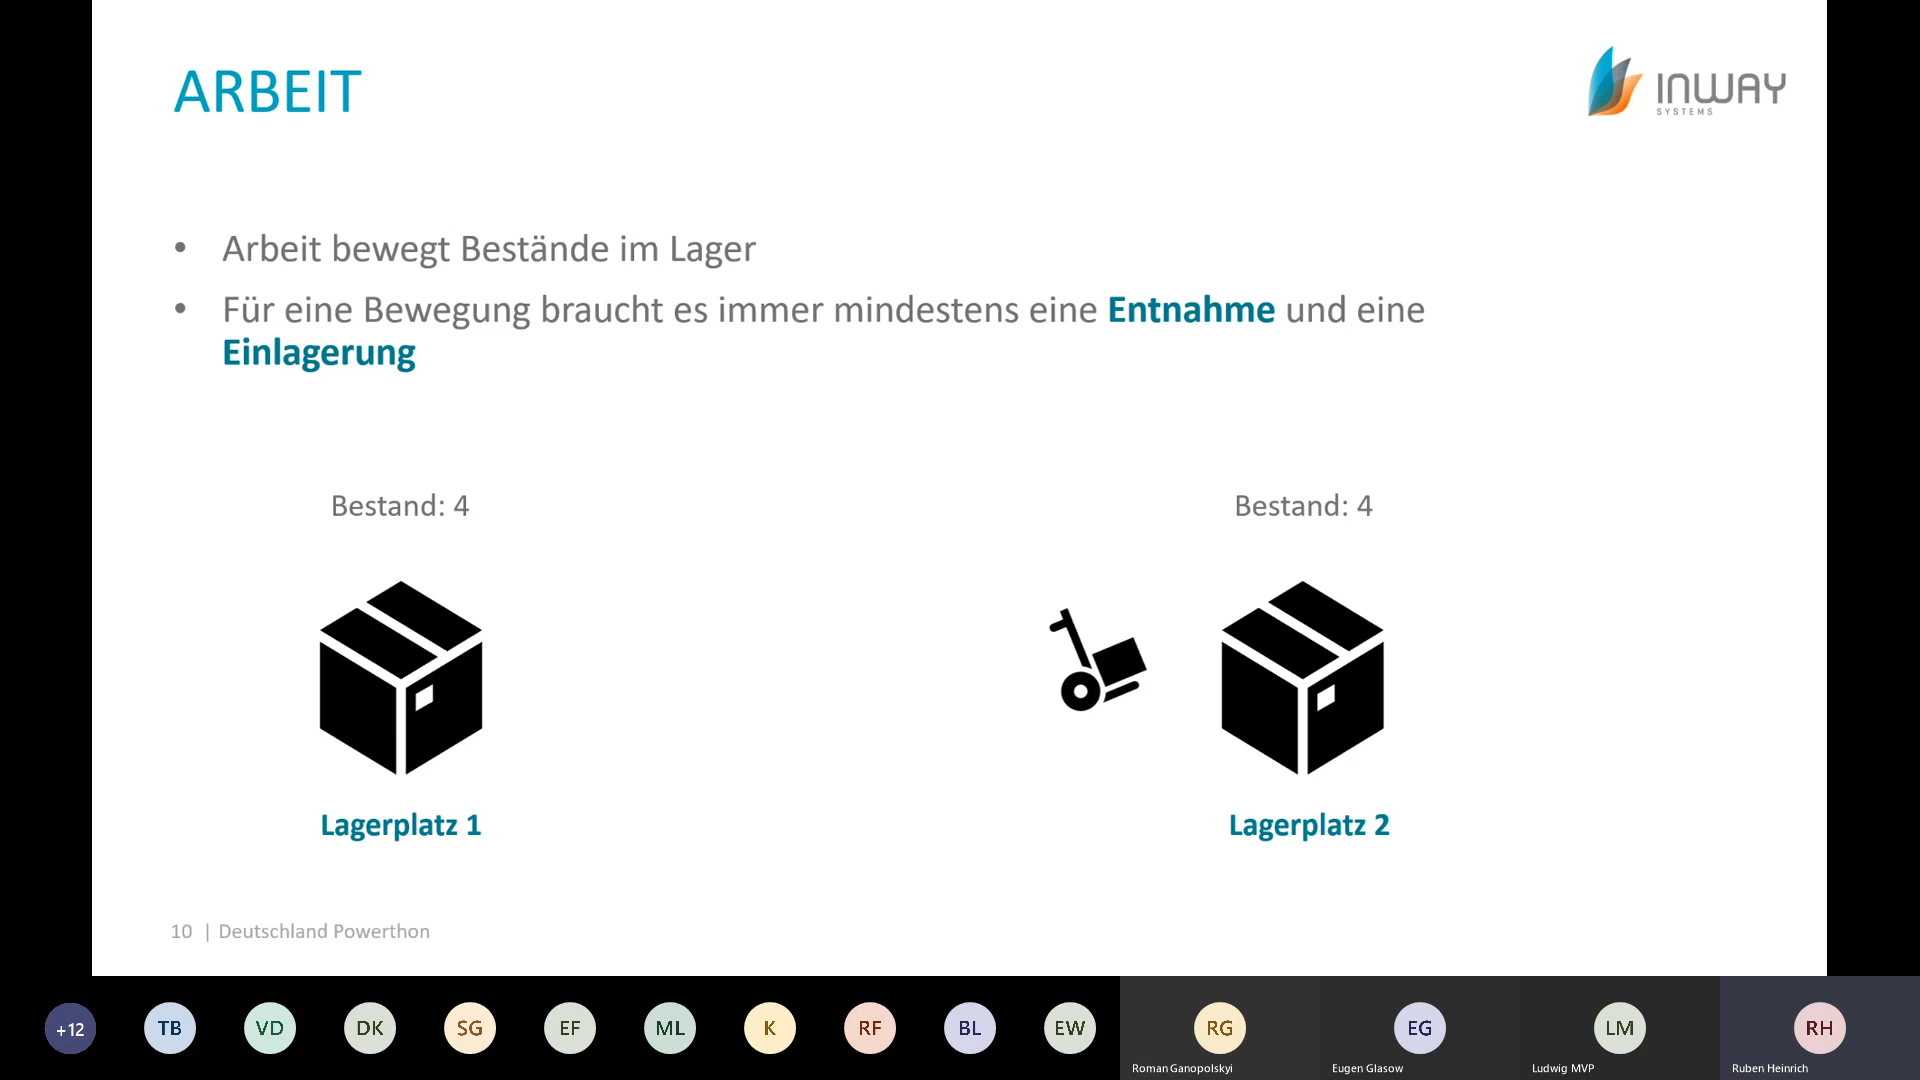 ARBEIT
INWAY
SYSTEMS
• Arbeit bewegt Bestände im Lager
• Für eine Bewegung braucht es immer mindestens eine Entnahme und eine
Einlagerung
Bestand: 4
Bestand: 4
Lagerplatz 1
Lagerplatz 2
10 | Deutschland Powerthon
+12
TB
VD
DK
SG
EF
ML
K
RF
BL
EW
RG
EG
LM
RH
Roman Ganopolskyi
Eugen Glasow
Ludwig MVP
Ruben Heinrich